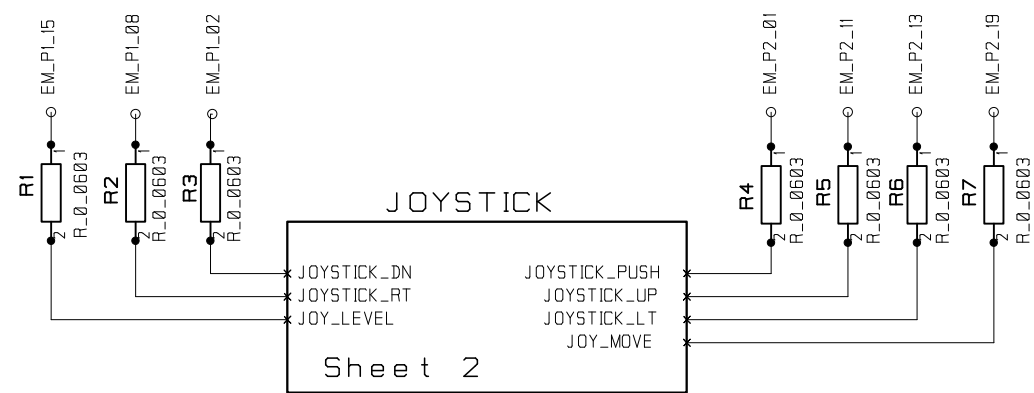 EM_P1_15
EM_P1_08
EM_P1_02
EM_P2_01
EM_P2_11
EM_P2_13
EM_P2_19
R1
1
2
R_0_0603
R2
1
2
R_0_0603
R3
1
2
R_0_0603
R4
1
2
R_0_0603
R5
1
2
R_0_0603
R6
1
2
R_0_0603
R7
1
2
R_0_0603
JOYSTICK
JOYSTICK_DN
JOYSTICK_RT
JOY_LEVEL
JOYSTICK_PUSH
JOYSTICK_UP
JOYSTICK_LT
JOY_MOVE
Sheet 2